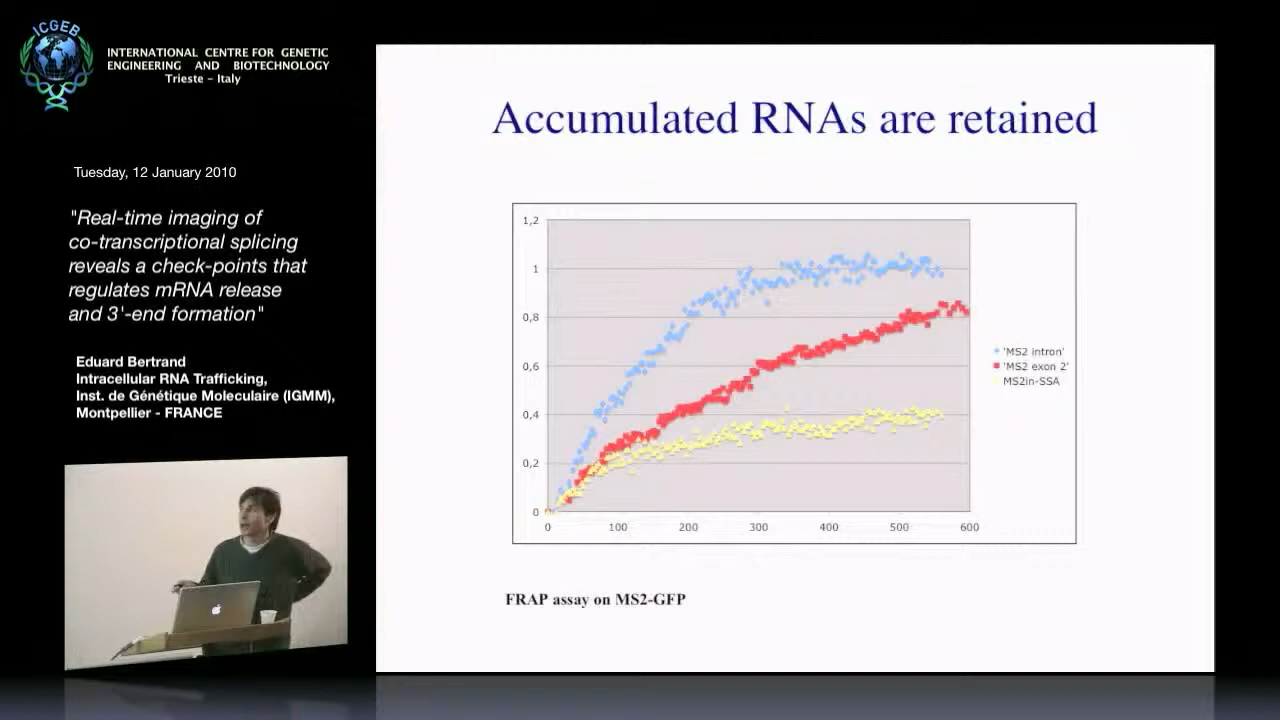 ICGEB
INTERNATIONAL CENTRE FOR GENETIC
ENGINEERING AND BIOTECHNOLOGY
Trieste - Italy
Tuesday, 12 January 2010
"Real-time imaging of
co-transcriptional splicing
reveals a check-points that
regulates mRNA release
and 3'-end formation"
Eduard Bertrand
Intracellular RNA Trafficking,
Inst. de Génétique Moleculaire (IGMM),
Montpellier - FRANCE
Accumulated RNAs are retained
1,2
1
0,8
0,6
0,4
0,2
0
0 100 200 300 400 500 600
'MS2 intron'
'MS2 exon 2'
MS2in-SSA
FRAP assay on MS2-GFP